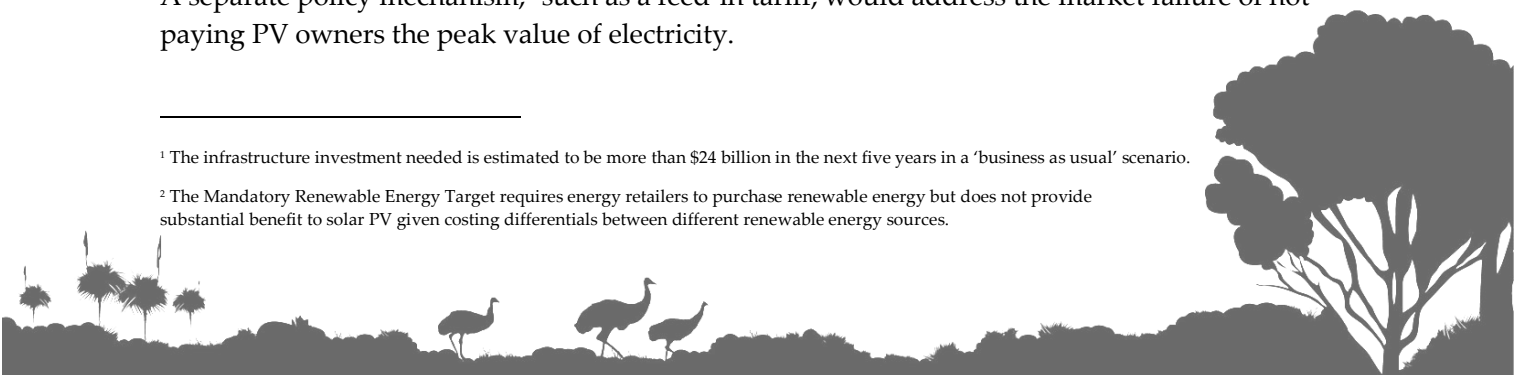 A separate policy mechanism,² such as a feed-in tariff, would address the market failure of not
paying PV owners the peak value of electricity.
¹ The infrastructure investment needed is estimated to be more than $24 billion in the next five years in a ‘business as usual’ scenario.
² The Mandatory Renewable Energy Target requires energy retailers to purchase renewable energy but does not provide
substantial benefit to solar PV given costing differentials between different renewable energy sources.